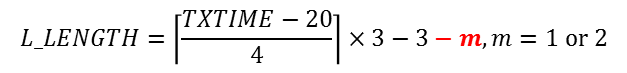 L_LENGTH = ⌈(TXTIME − 20)/4⌉ × 3 − 3 − m, m = 1 or 2